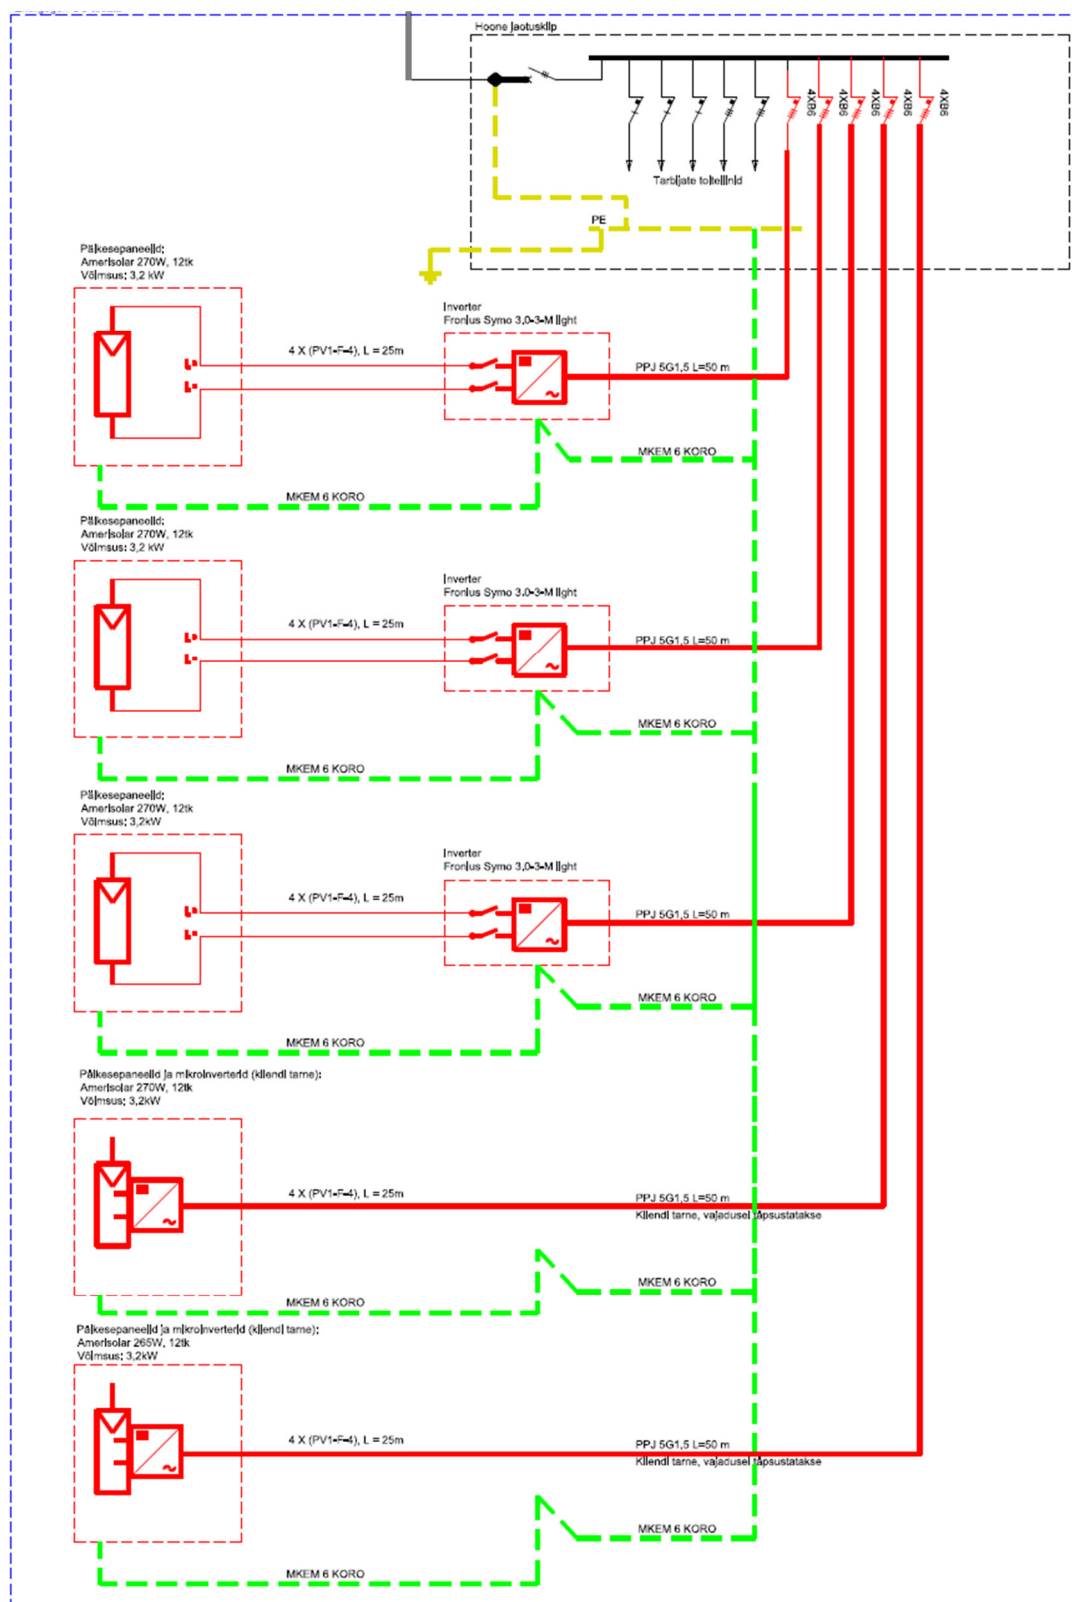 Hoone jaotuskilp
4XB6
4XB6
4XB6
4XB6
4XB6
Tarbijate toiteliinid
PE
Päikesepaneelid:
Amerisolar 270W, 12tk
Võimsus: 3,2 kW
Inverter
Fronius Symo 3.0-3-M light
4 X (PV1-F-4), L = 25m
PPJ 5G1,5 L=50 m
MKEM 6 KORO
MKEM 6 KORO
Päikesepaneelid:
Amerisolar 270W, 12tk
Võimsus: 3,2 kW
Inverter
Fronius Symo 3.0-3-M light
4 X (PV1-F-4), L = 25m
PPJ 5G1,5 L=50 m
MKEM 6 KORO
MKEM 6 KORO
Päikesepaneelid:
Amerisolar 270W, 12tk
Võimsus: 3,2kW
Inverter
Fronius Symo 3.0-3-M light
4 X (PV1-F-4), L = 25m
PPJ 5G1,5 L=50 m
MKEM 6 KORO
MKEM 6 KORO
Päikesepaneelid ja mikroinverterid (kliendi tarne):
Amerisolar 270W, 12tk
Võimsus: 3,2kW
4 X (PV1-F-4), L = 25m
PPJ 5G1,5 L=50 m
Kliendi tarne, vajadusel täpsustatakse
MKEM 6 KORO
MKEM 6 KORO
Päikesepaneelid ja mikroinverterid (kliendi tarne):
Amerisolar 265W, 12tk
Võimsus: 3,2kW
4 X (PV1-F-4), L = 25m
PPJ 5G1,5 L=50 m
Kliendi tarne, vajadusel täpsustatakse
MKEM 6 KORO
MKEM 6 KORO